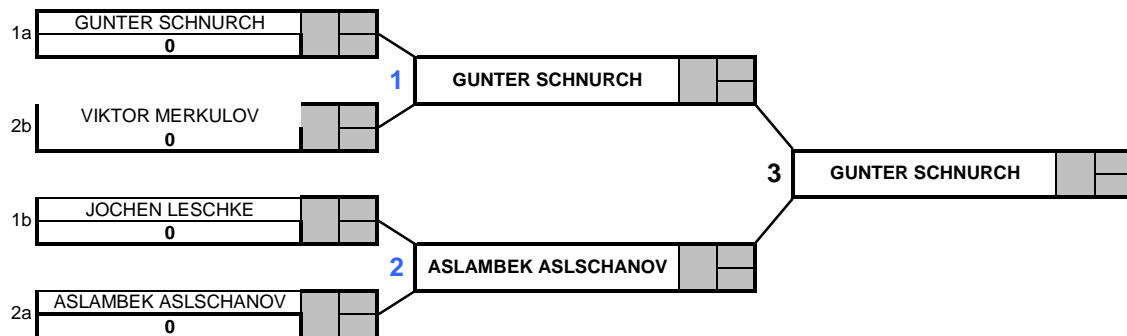 1a
GUNTER SCHNURCH
0
1
GUNTER SCHNURCH
2b
VIKTOR MERKULOV
0
3
GUNTER SCHNURCH
1b
JOCHEN LESCHKE
0
2
ASLAMBEK ASLSCHANOV
2a
ASLAMBEK ASLSCHANOV
0